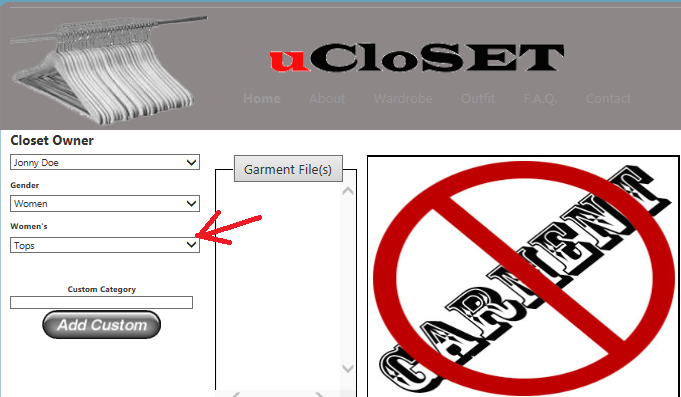 uCloSET
Home About Wardrobe Outfit F.A.Q. Contact
Closet Owner
Jonny Doe
Gender
Women
Women's
Tops
Custom Category
Add Custom
Garment File(s)
GARMENT